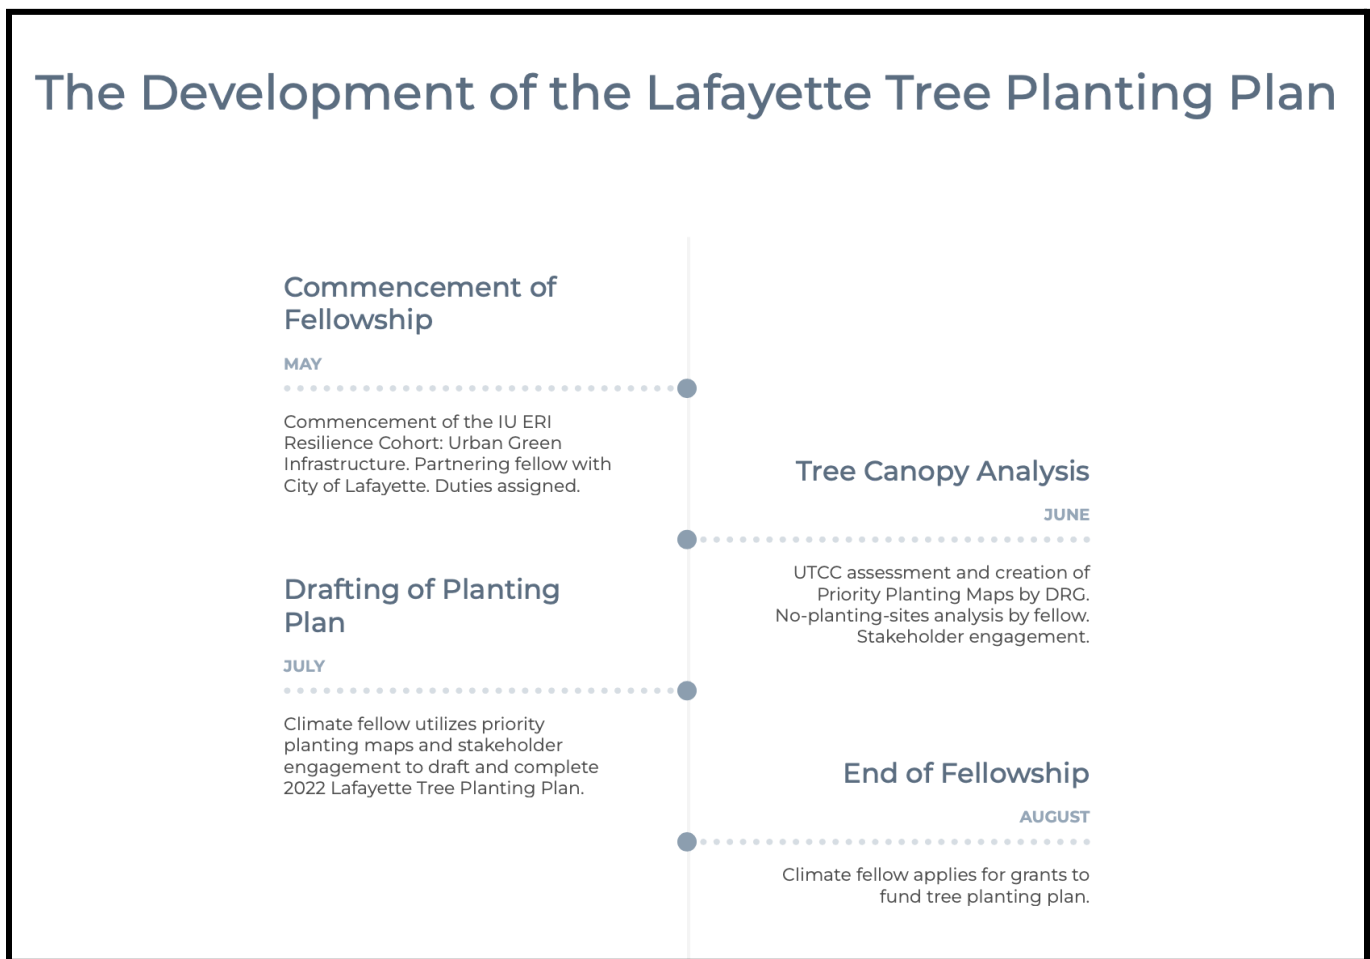 The Development of the Lafayette Tree Planting Plan
Commencement of
Fellowship
MAY
Commencement of the IU ERI
Resilience Cohort: Urban Green
Infrastructure. Partnering fellow with
City of Lafayette. Duties assigned.
Tree Canopy Analysis
JUNE
UTCC assessment and creation of
Priority Planting Maps by DRG.
No-planting-sites analysis by fellow.
Stakeholder engagement.
Drafting of Planting
Plan
JULY
Climate fellow utilizes priority
planting maps and stakeholder
engagement to draft and complete
2022 Lafayette Tree Planting Plan.
End of Fellowship
AUGUST
Climate fellow applies for grants to
fund tree planting plan.